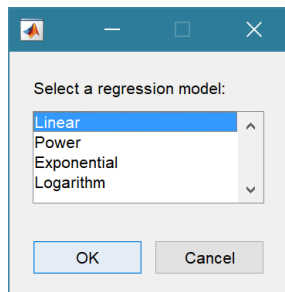 Select a regression model:
Linear
Power
Exponential
Logarithm
OK
Cancel